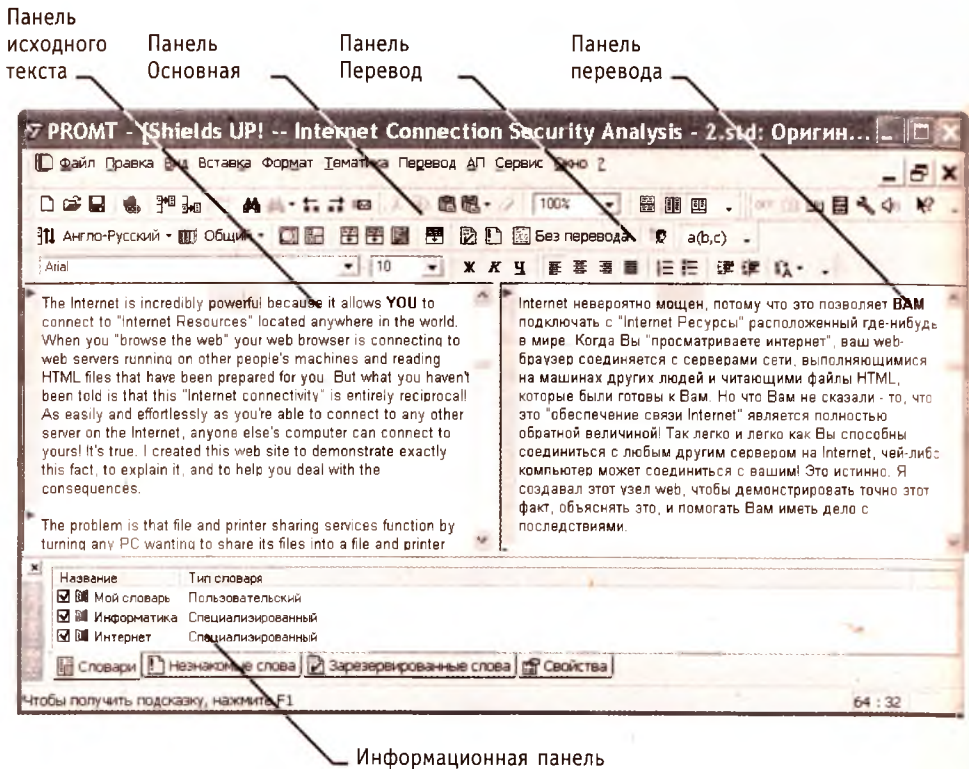 Панель
исходного
текста
Панель
Основная
Панель
Перевод
Панель
перевода
PROMT - [Shields UP! -- Internet Connection Security Analysis - 2.std: Оригин...
Файл Правка Вид Вставка Формат Тематика Перевод АП Сервис Окно ?
100%
Англо-Русский Общий Без перевода a(b,c)
Arial 10 Ж К Ч
The Internet is incredibly powerful because it allows YOU to
connect to "Internet Resources" located anywhere in the world.
When you "browse the web" your web browser is connecting to
web servers running on other people's machines and reading
HTML files that have been prepared for you. But what you haven't
been told is that this "Internet connectivity" is entirely reciprocal!
As easily and effortlessly as you're able to connect to any other
server on the Internet, anyone else's computer can connect to
yours! It's true. I created this web site to demonstrate exactly
this fact, to explain it, and to help you deal with the
consequences.
The problem is that file and printer sharing services function by
turning any PC wanting to share its files into a file and printer
Internet невероятно мощен, потому что это позволяет ВАМ
подключать с "Internet Ресурсы" расположенный где-нибудь
в мире. Когда Вы "просматриваете интернет", ваш web-
браузер соединяется с серверами сети, выполняющимися
на машинах других людей и читающими файлы HTML,
которые были готовы к Вам. Но что Вам не сказали - то, что
это "обеспечение связи Internet" является полностью
обратной величиной! Так легко и легко как Вы способны
соединиться с любым другим сервером на Internet, чей-либо
компьютер может соединиться с вашим! Это истинно. Я
создавал этот узел web, чтобы демонстрировать точно этот
факт, объяснять это, и помогать Вам иметь дело с
последствиями.
Название Тип словаря
Мой словарь Пользовательский
Информатика Специализированный
Интернет Специализированный
Словари Незнакомые слова Зарезервированные слова Свойства
Чтобы получить подсказку, нажмите F1 64 : 32
Информационная панель